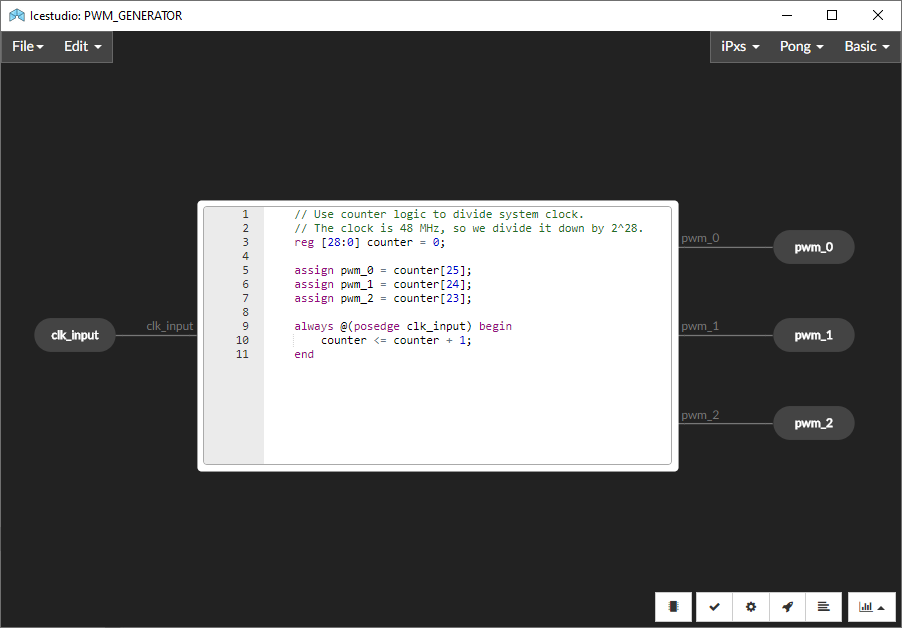 Icestudio: PWM_GENERATOR
File Edit iPxs Pong Basic
1 // Use counter logic to divide system clock.
2 // The clock is 48 MHz, so we divide it down by 2^28.
3 reg [28:0] counter = 0;
4
5 assign pwm_0 = counter[25];
6 assign pwm_1 = counter[24];
7 assign pwm_2 = counter[23];
8
9 always @(posedge clk_input) begin
10 counter <= counter + 1;
11 end
clk_input clk_input
pwm_0 pwm_0
pwm_1 pwm_1
pwm_2 pwm_2